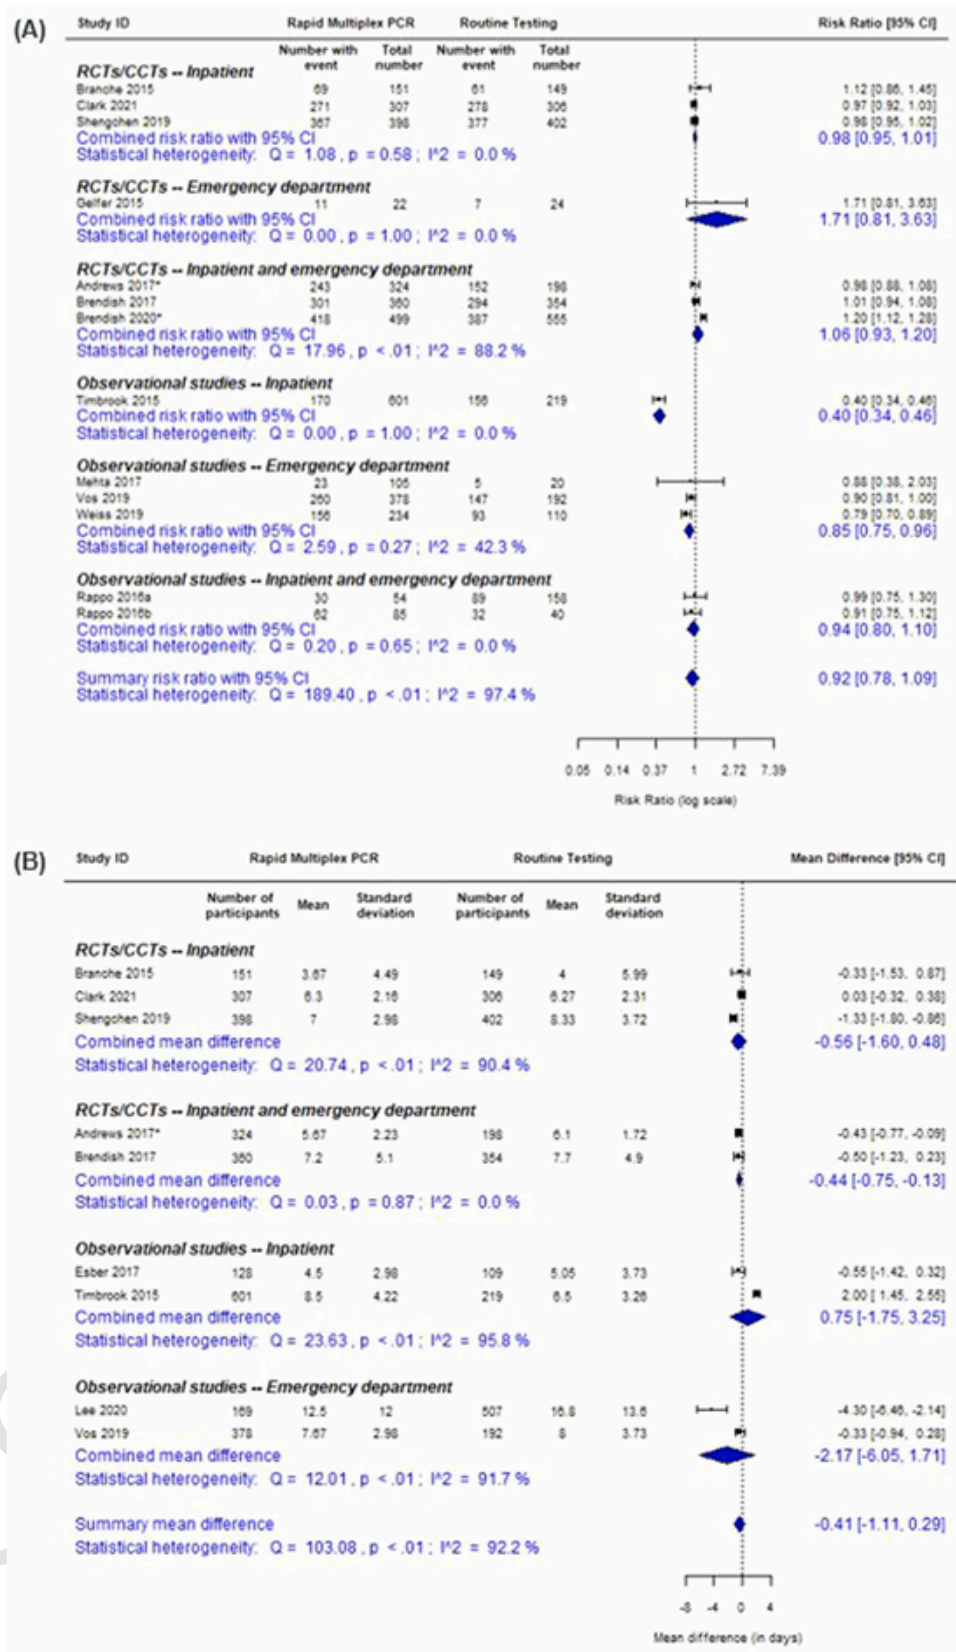 (A)
Study ID Rapid Multiplex PCR Routine Testing Risk Ratio [95% CI]
Number with event Total number Number with event Total number
RCTs/CCTs -- Inpatient
Branche 2015 69 151 61 149 1.12 [0.86, 1.45]
Clark 2021 271 307 278 306 0.97 [0.92, 1.03]
Shengchen 2019 367 398 377 402 0.98 [0.95, 1.02]
Combined risk ratio with 95% CI 0.98 [0.95, 1.01]
Statistical heterogeneity: Q = 1.08 , p = 0.58 ; I^2 = 0.0 %
RCTs/CCTs -- Emergency department
Gelfer 2015 11 22 7 24 1.71 [0.81, 3.63]
Combined risk ratio with 95% CI 1.71 [0.81, 3.63]
Statistical heterogeneity: Q = 0.00 , p = 1.00 ; I^2 = 0.0 %
RCTs/CCTs -- Inpatient and emergency department
Andrews 2017* 243 324 152 198 0.98 [0.88, 1.08]
Brendish 2017 301 360 294 354 1.01 [0.94, 1.08]
Brendish 2020* 418 499 387 555 1.20 [1.12, 1.28]
Combined risk ratio with 95% CI 1.06 [0.93, 1.20]
Statistical heterogeneity: Q = 17.96 , p < .01 ; I^2 = 88.2 %
Observational studies -- Inpatient
Timbrook 2015 170 601 156 219 0.40 [0.34, 0.46]
Combined risk ratio with 95% CI 0.40 [0.34, 0.46]
Statistical heterogeneity: Q = 0.00 , p = 1.00 ; I^2 = 0.0 %
Observational studies -- Emergency department
Mehta 2017 23 105 5 20 0.88 [0.38, 2.03]
Vos 2019 260 378 147 192 0.90 [0.81, 1.00]
Weiss 2019 156 234 93 110 0.79 [0.70, 0.89]
Combined risk ratio with 95% CI 0.85 [0.75, 0.96]
Statistical heterogeneity: Q = 2.59 , p = 0.27 ; I^2 = 42.3 %
Observational studies -- Inpatient and emergency department
Rappo 2016a 30 54 89 158 0.99 [0.75, 1.30]
Rappo 2016b 62 85 32 40 0.91 [0.75, 1.12]
Combined risk ratio with 95% CI 0.94 [0.80, 1.10]
Statistical heterogeneity: Q = 0.20 , p = 0.65 ; I^2 = 0.0 %
Summary risk ratio with 95% CI 0.92 [0.78, 1.09]
Statistical heterogeneity: Q = 189.40 , p < .01 ; I^2 = 97.4 %
0.05 0.14 0.37 1 2.72 7.39
Risk Ratio (log scale)
(B)
Study ID Rapid Multiplex PCR Routine Testing Mean Difference [95% CI]
Number of participants Mean Standard deviation Number of participants Mean Standard deviation
RCTs/CCTs -- Inpatient
Branche 2015 151 3.67 4.49 149 4 5.99 -0.33 [-1.53, 0.87]
Clark 2021 307 6.3 2.16 306 6.27 2.31 0.03 [-0.32, 0.38]
Shengchen 2019 398 7 2.98 402 8.33 3.72 -1.33 [-1.80, -0.86]
Combined mean difference -0.56 [-1.60, 0.48]
Statistical heterogeneity: Q = 20.74 , p < .01 ; I^2 = 90.4 %
RCTs/CCTs -- Inpatient and emergency department
Andrews 2017* 324 5.67 2.23 198 6.1 1.72 -0.43 [-0.77, -0.09]
Brendish 2017 360 7.2 5.1 354 7.7 4.9 -0.50 [-1.23, 0.23]
Combined mean difference -0.44 [-0.75, -0.13]
Statistical heterogeneity: Q = 0.03 , p = 0.87 ; I^2 = 0.0 %
Observational studies -- Inpatient
Esber 2017 128 4.5 2.98 109 5.05 3.73 -0.55 [-1.42, 0.32]
Timbrook 2015 601 8.5 4.22 219 6.5 3.26 2.00 [ 1.45, 2.55]
Combined mean difference 0.75 [-1.75, 3.25]
Statistical heterogeneity: Q = 23.63 , p < .01 ; I^2 = 95.8 %
Observational studies -- Emergency department
Lee 2020 169 12.5 12 507 16.8 13.6 -4.30 [-6.46, -2.14]
Vos 2019 378 7.67 2.98 192 8 3.73 -0.33 [-0.94, 0.28]
Combined mean difference -2.17 [-6.05, 1.71]
Statistical heterogeneity: Q = 12.01 , p < .01 ; I^2 = 91.7 %
Summary mean difference -0.41 [-1.11, 0.29]
Statistical heterogeneity: Q = 103.08 , p < .01 ; I^2 = 92.2 %
-8 -4 0 4
Mean difference (in days)